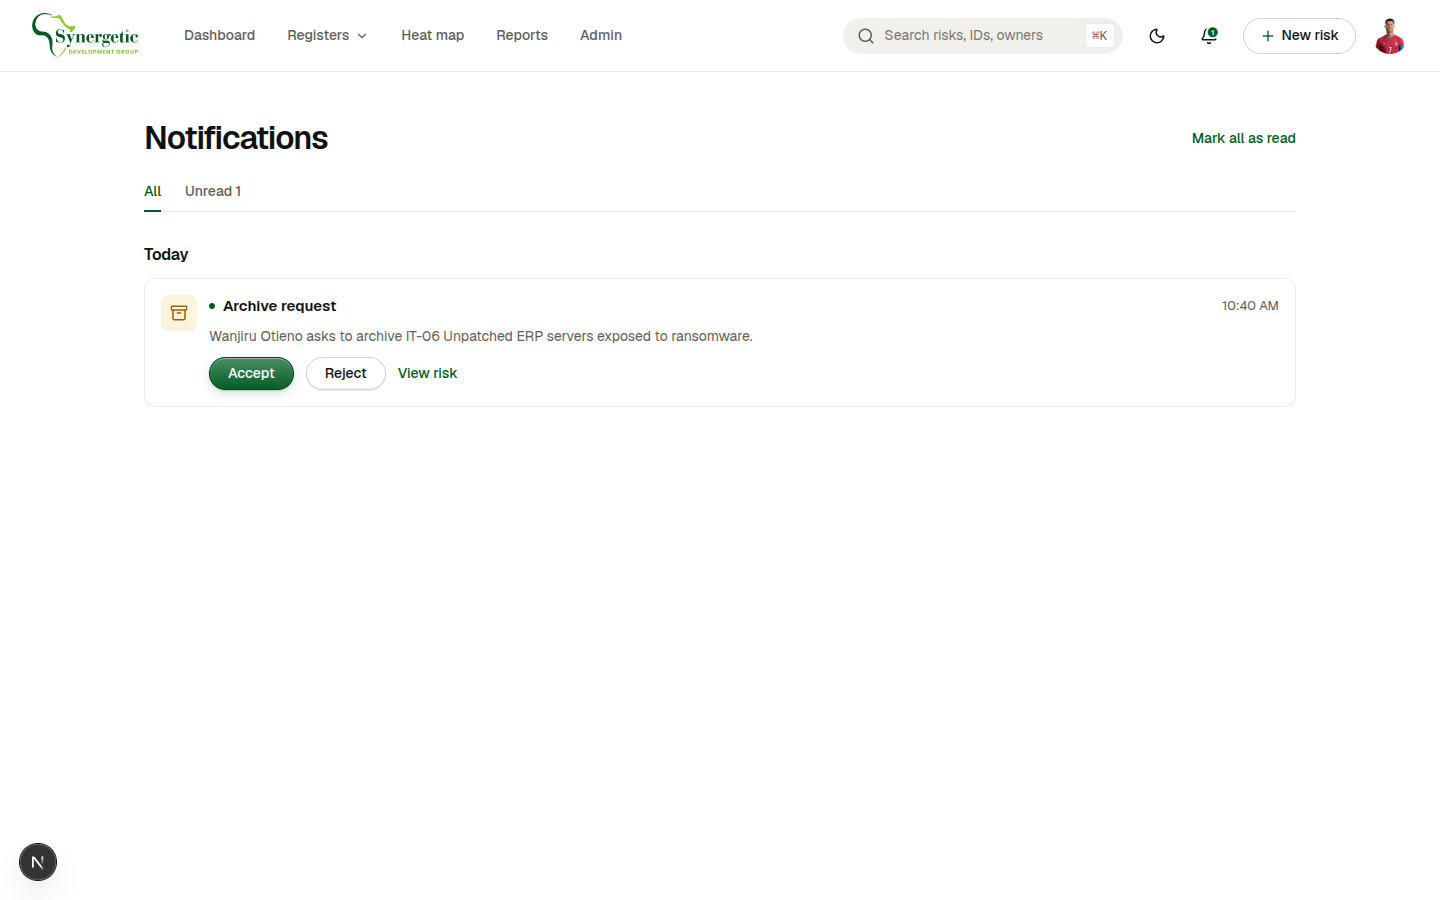 Synergetic
DEVELOPMENT GROUP
Dashboard
Registers
Heat map
Reports
Admin
Search risks, IDs, owners
⌘K
1
New risk
7
Notifications
Mark all as read
All
Unread 1
Today
Archive request
10:40 AM
Wanjiru Otieno asks to archive IT-06 Unpatched ERP servers exposed to ransomware.
Accept
Reject
View risk
N